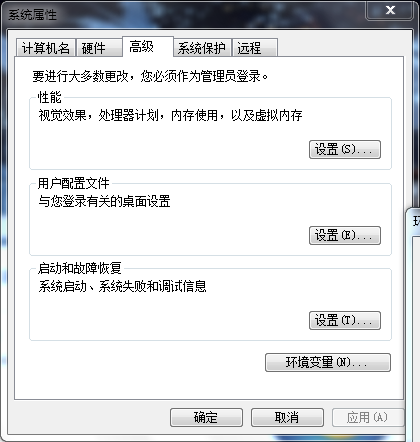 系统属性
计算机名 硬件 高级 系统保护 远程
要进行大多数更改，您必须作为管理员登录。
性能
视觉效果，处理器计划，内存使用，以及虚拟内存
设置(S)...
用户配置文件
与您登录有关的桌面设置
设置(E)...
启动和故障恢复
系统启动、系统失败和调试信息
设置(T)...
环境变量(N)...
确定 取消 应用(A)